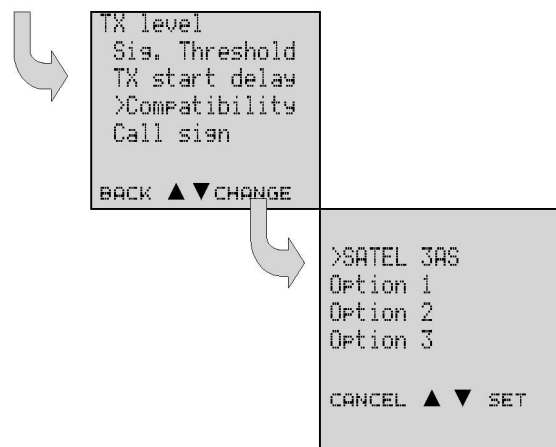 TX level
Sig. Threshold
TX start delay
>Compatibility
Call sign
BACK ▲ ▼ CHANGE
>SATEL 3AS
Option 1
Option 2
Option 3
CANCEL ▲ ▼ SET